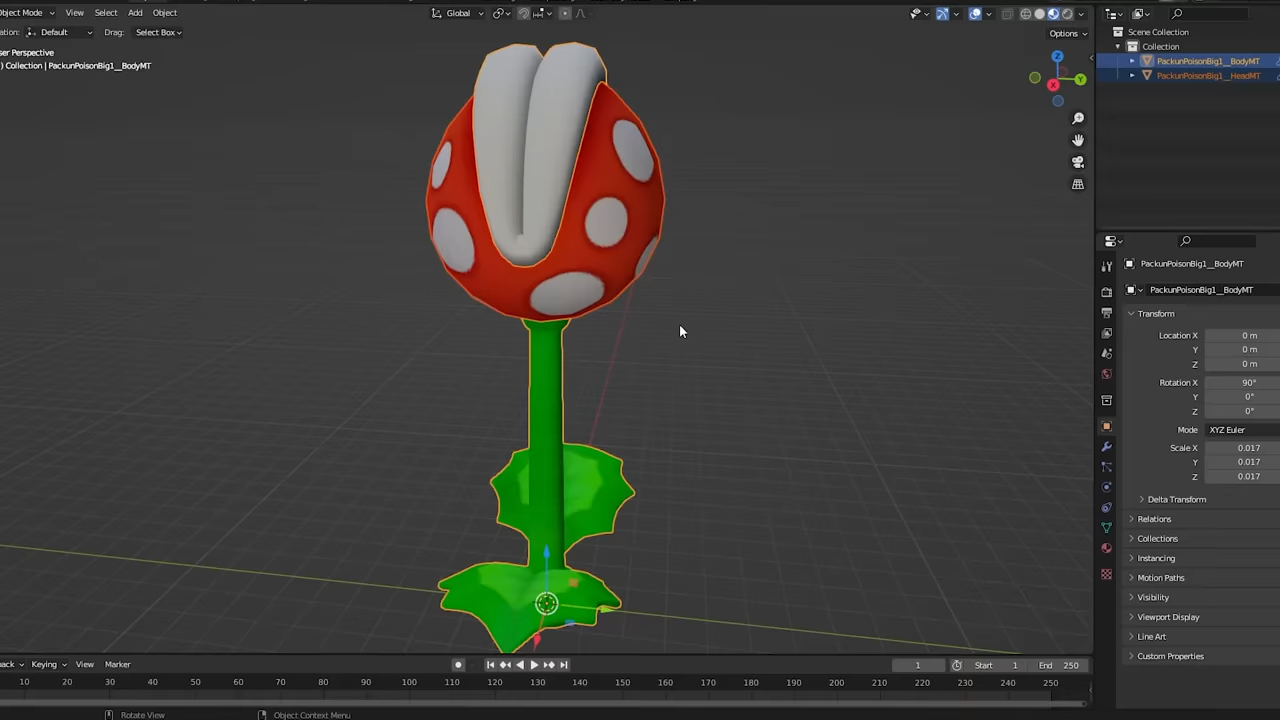 Object Mode View Select Add Object Global
Default Drag: Select Box Options
User Perspective
Collection | PackunPoisonBig1__BodyMT
Scene Collection
Collection
PackunPoisonBig1__BodyMT
PackunPoisonBig1__HeadMT
Z
Y
X
PackunPoisonBig1__BodyMT
PackunPoisonBig1__BodyMT
Transform
Location X 0 m
Y 0 m
Z 0 m
Rotation X 90°
Y 0°
Z 0°
Mode XYZ Euler
Scale X 0.017
Y 0.017
Z 0.017
Delta Transform
Relations
Collections
Instancing
Motion Paths
Visibility
Viewport Display
Line Art
Custom Properties
Keying View Marker 1 Start 1 End 250
10 20 30 40 50 60 70 80 90 100 110 120 130 140 150 160 170 180 190 200 210 220 230 240 250
Rotate View Object Context Menu